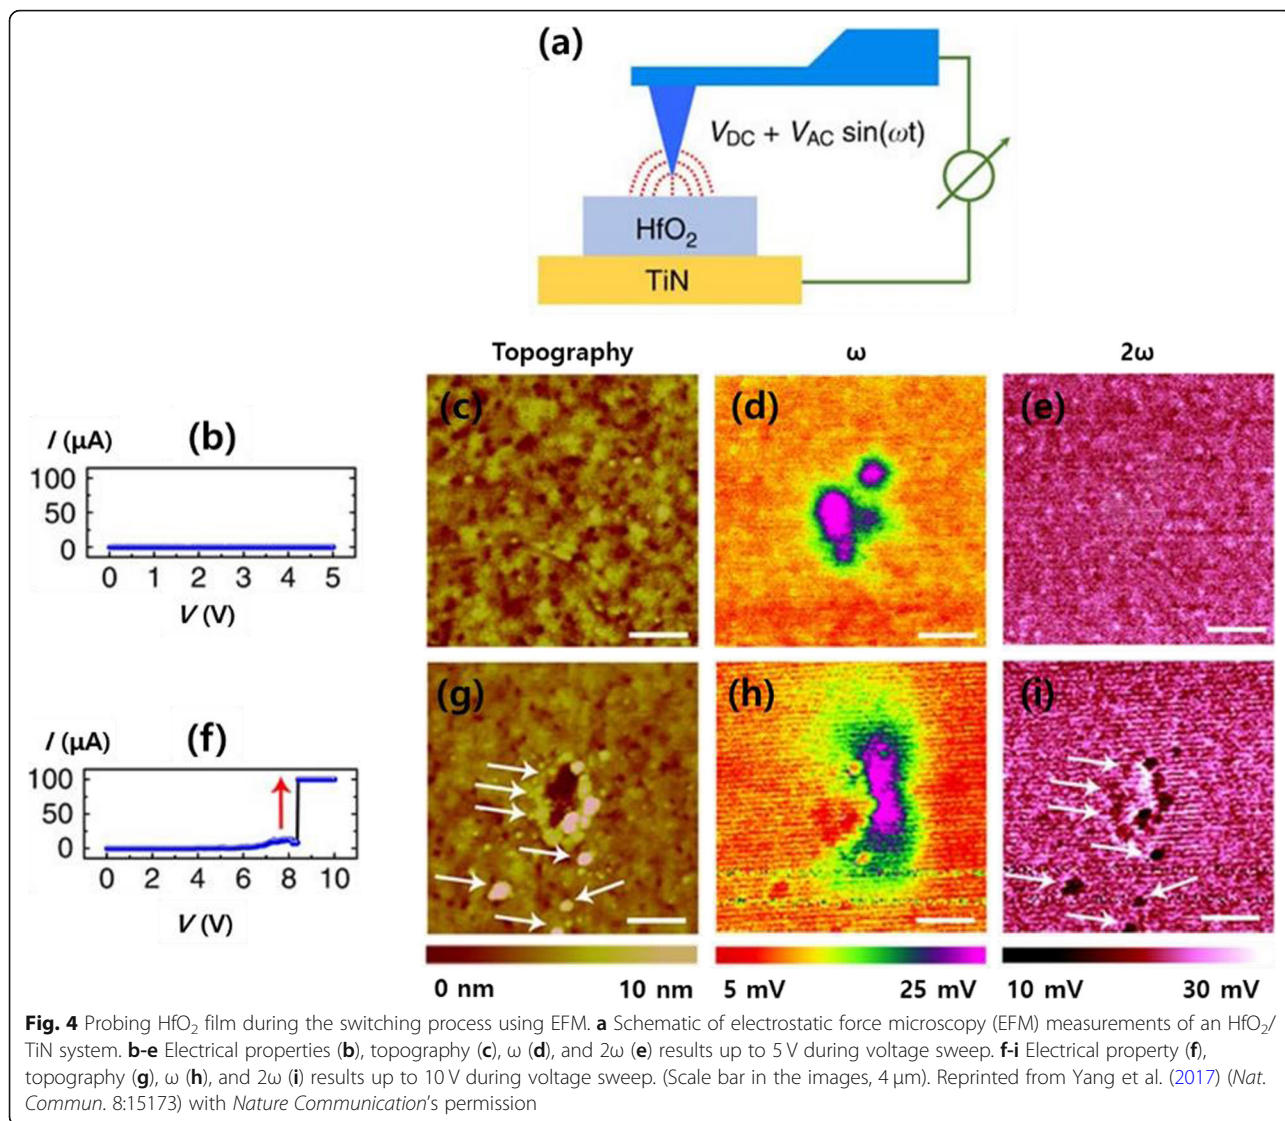 (a)
V_DC + V_AC sin(ωt)
HfO₂
TiN
Topography ω 2ω
(b)
I (µA)
100
50
0
0 1 2 3 4 5
V (V)
(c) (d) (e)
(f)
I (µA)
100
50
0
0 2 4 6 8 10
V (V)
(g) (h) (i)
0 nm 10 nm 5 mV 25 mV 10 mV 30 mV
Fig. 4 Probing HfO₂ film during the switching process using EFM. a Schematic of electrostatic force microscopy (EFM) measurements of an HfO₂/
TiN system. b-e Electrical properties (b), topography (c), ω (d), and 2ω (e) results up to 5 V during voltage sweep. f-i Electrical property (f),
topography (g), ω (h), and 2ω (i) results up to 10 V during voltage sweep. (Scale bar in the images, 4 μm). Reprinted from Yang et al. (2017) (Nat.
Commun. 8:15173) with Nature Communication’s permission